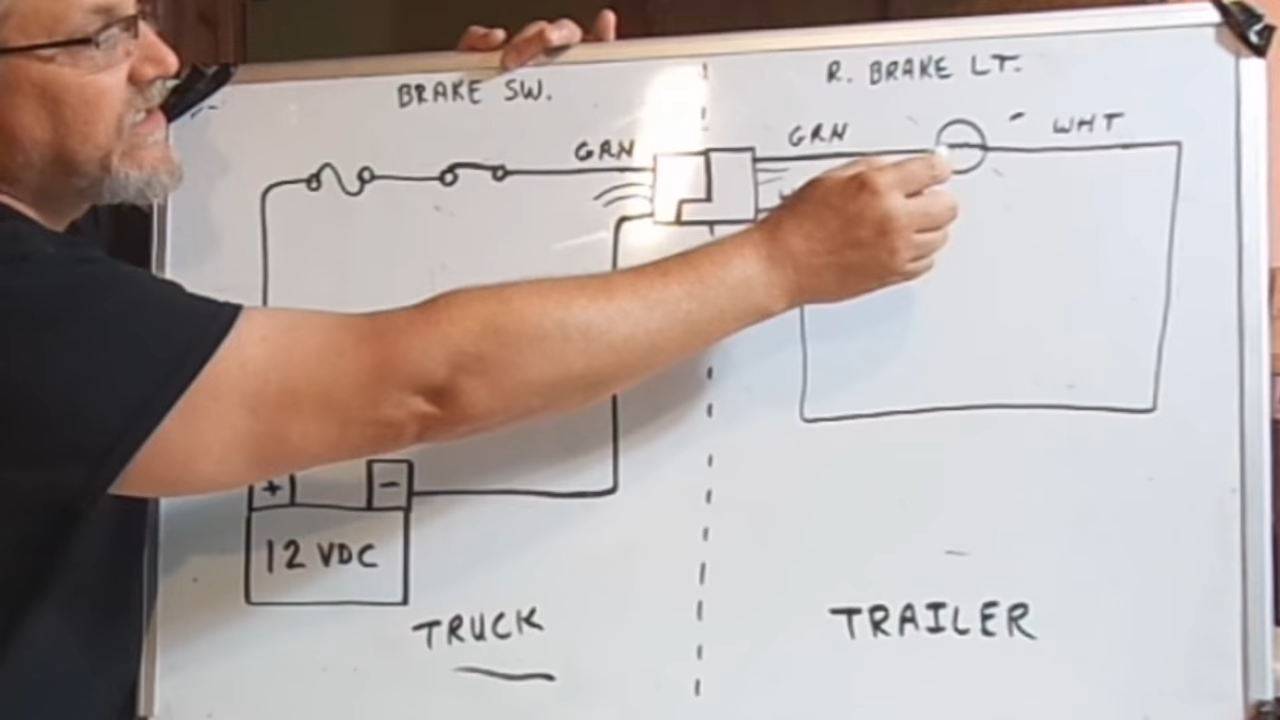 BRAKE SW.
R. BRAKE LT.
GRN
GRN
WHT
+
-
12 VDC
TRUCK
TRAILER